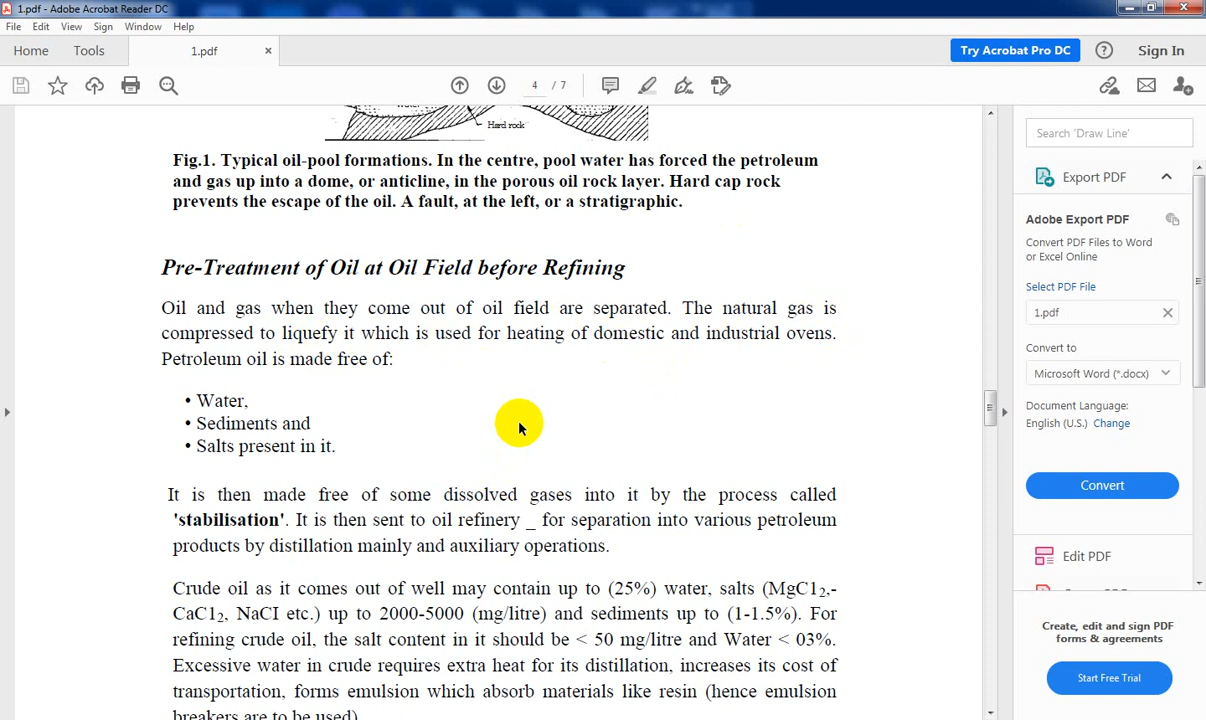 1.pdf - Adobe Acrobat Reader DC
File Edit View Sign Window Help
Home Tools 1.pdf × Try Acrobat Pro DC Sign In
4 / 7
Hard rock
Fig.1. Typical oil-pool formations. In the centre, pool water has forced the petroleum
and gas up into a dome, or anticline, in the porous oil rock layer. Hard cap rock
prevents the escape of the oil. A fault, at the left, or a stratigraphic.
Pre-Treatment of Oil at Oil Field before Refining
Oil and gas when they come out of oil field are separated. The natural gas is
compressed to liquefy it which is used for heating of domestic and industrial ovens.
Petroleum oil is made free of:
• Water,
• Sediments and
• Salts present in it.
It is then made free of some dissolved gases into it by the process called
'stabilisation'. It is then sent to oil refinery _ for separation into various petroleum
products by distillation mainly and auxiliary operations.
Crude oil as it comes out of well may contain up to (25%) water, salts (MgC1₂,-
CaC1₂, NaCI etc.) up to 2000-5000 (mg/litre) and sediments up to (1-1.5%). For
refining crude oil, the salt content in it should be < 50 mg/litre and Water < 03%.
Excessive water in crude requires extra heat for its distillation, increases its cost of
transportation, forms emulsion which absorb materials like resin (hence emulsion
breakers are to be used)
Search 'Draw Line'
Export PDF
Adobe Export PDF
Convert PDF Files to Word
or Excel Online
Select PDF File
1.pdf ×
Convert to
Microsoft Word (*.docx)
Document Language:
English (U.S.) Change
Convert
Edit PDF
Create, edit and sign PDF
forms & agreements
Start Free Trial